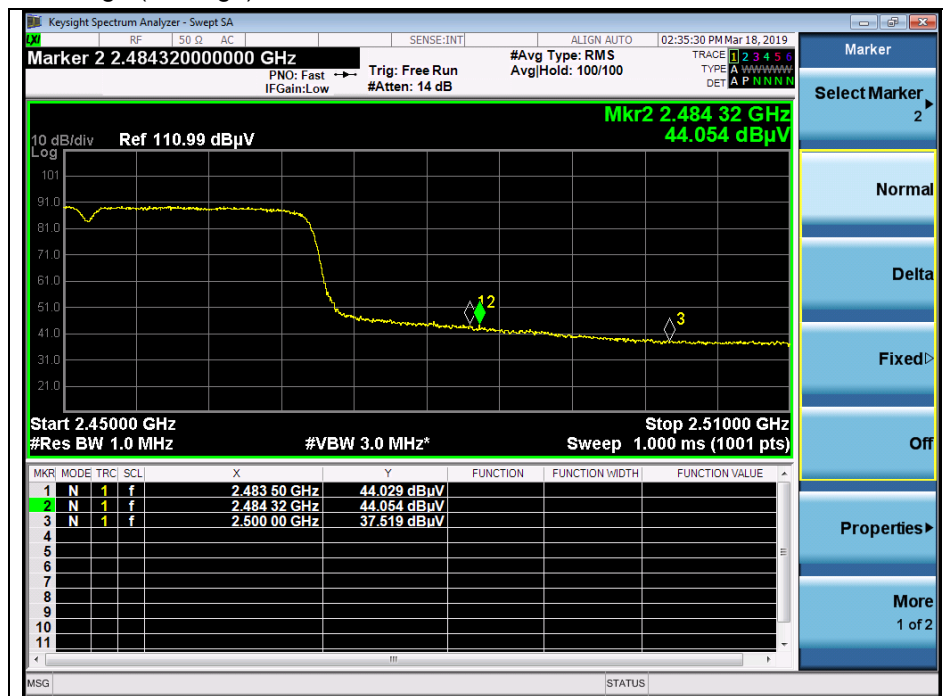 Keysight Spectrum Analyzer - Swept SA
LXI RF 50 Ω AC SENSE:INT ALIGN AUTO 02:35:30 PM Mar 18, 2019
Marker 2 2.484320000000 GHz
PNO: Fast
IFGain:Low
Trig: Free Run
#Atten: 14 dB
#Avg Type: RMS
Avg|Hold: 100/100
TRACE 1 2 3 4 5 6
TYPE A WWWWW
DET A P N N N N
Mkr2 2.484 32 GHz
44.054 dBµV
10 dB/div Ref 110.99 dBµV
Log
101
91.0
81.0
71.0
61.0
51.0
41.0
31.0
21.0
1 2
3
Start 2.45000 GHz Stop 2.51000 GHz
#Res BW 1.0 MHz #VBW 3.0 MHz* Sweep 1.000 ms (1001 pts)
MKR MODE TRC SCL X Y FUNCTION FUNCTION WIDTH FUNCTION VALUE
1 N 1 f 2.483 50 GHz 44.029 dBµV
2 N 1 f 2.484 32 GHz 44.054 dBµV
3 N 1 f 2.500 00 GHz 37.519 dBµV
4
5
6
7
8
9
10
11
MSG STATUS
Marker
Select Marker
2
Normal
Delta
Fixed
Off
Properties
More
1 of 2